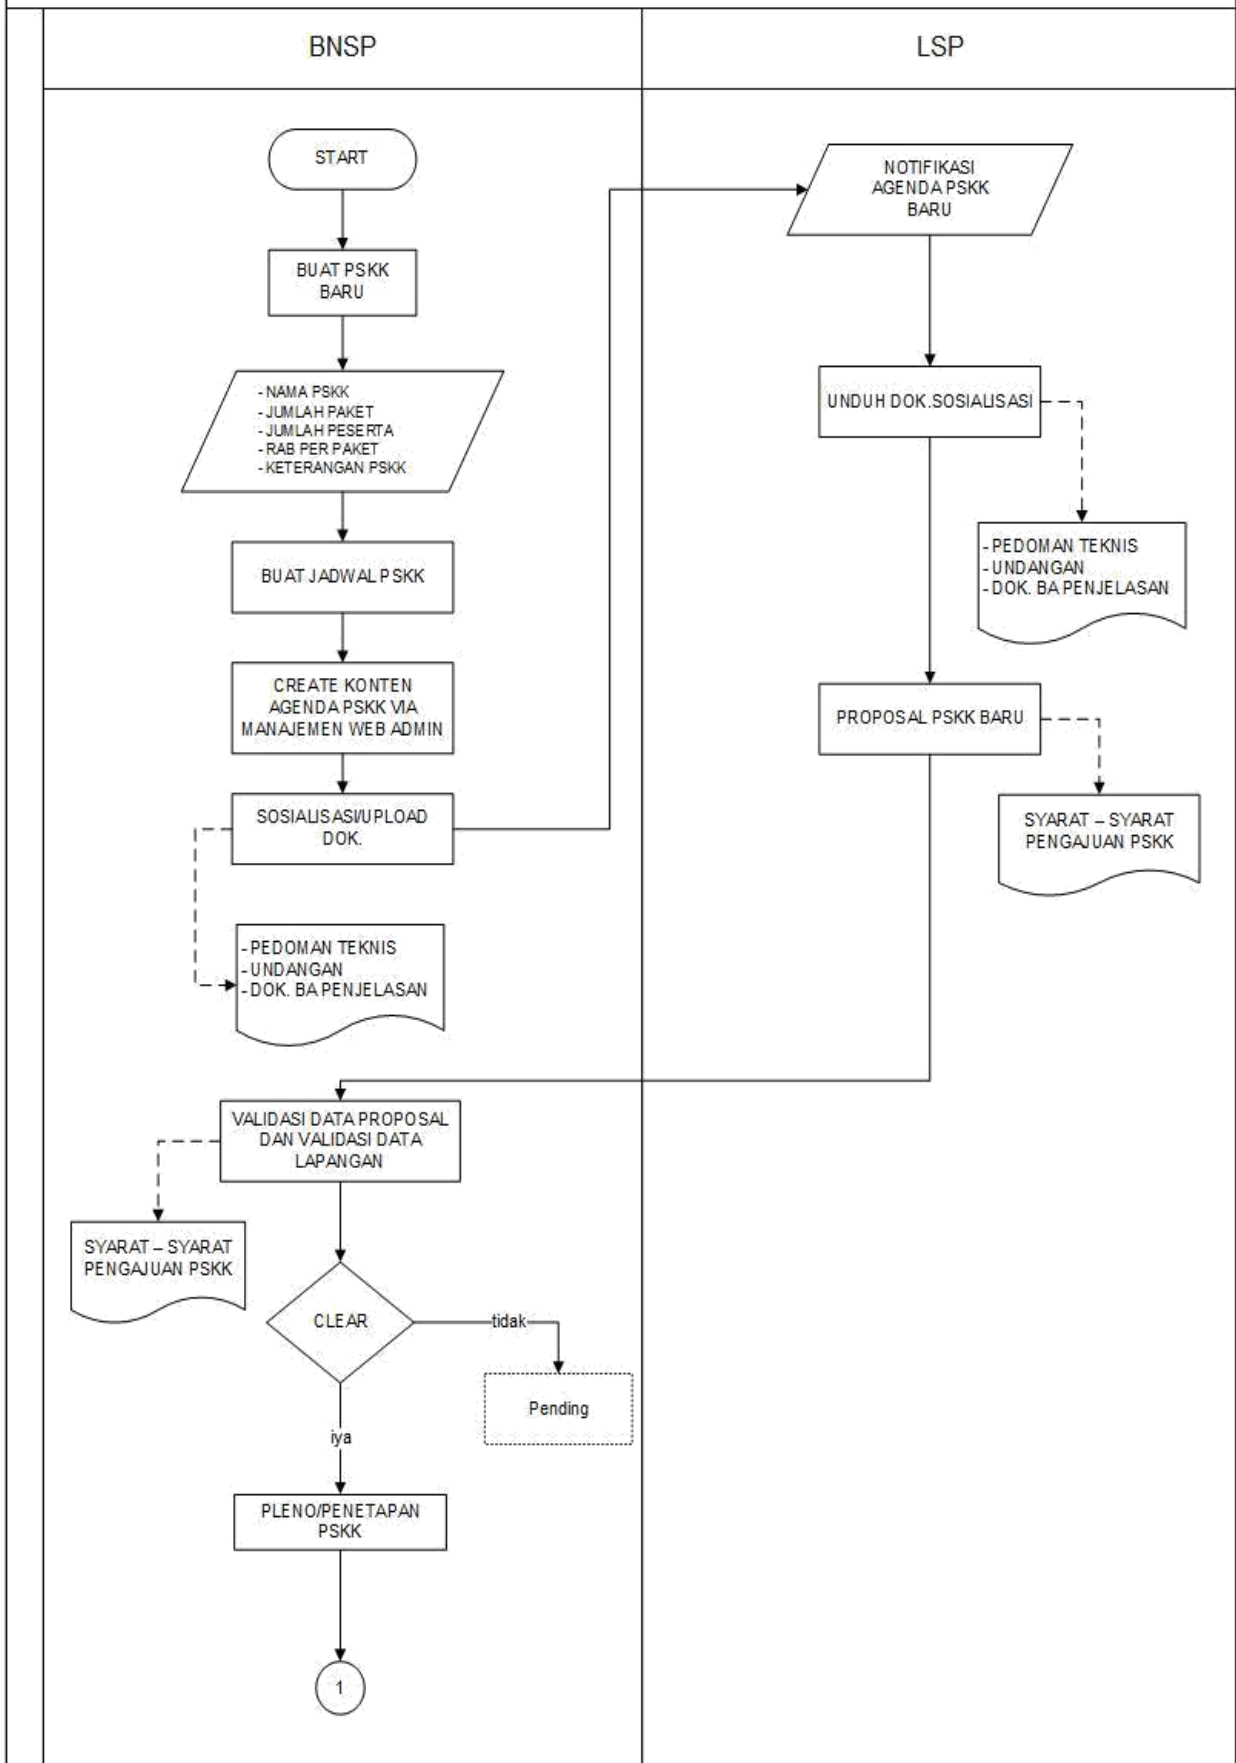 BNSP
LSP
START
BUAT PSKK
BARU
- NAMA PSKK
- JUMLAH PAKET
- JUMLAH PESERTA
- RAB PER PAKET
- KETERANGAN PSKK
BUAT JADWAL PSKK
CREATE KONTEN
AGENDA PSKK VIA
MANAJEMEN WEB ADMIN
SOSIALISASI/UPLOAD
DOK.
- PEDOMAN TEKNIS
- UNDANGAN
- DOK. BA PENJELASAN
NOTIFIKASI
AGENDA PSKK
BARU
UNDUH DOK.SOSIALISASI
- PEDOMAN TEKNIS
- UNDANGAN
- DOK. BA PENJELASAN
PROPOSAL PSKK BARU
SYARAT – SYARAT
PENGAJUAN PSKK
VALIDASI DATA PROPOSAL
DAN VALIDASI DATA
LAPANGAN
SYARAT – SYARAT
PENGAJUAN PSKK
CLEAR
tidak
Pending
iya
PLENO/PENETAPAN
PSKK
1